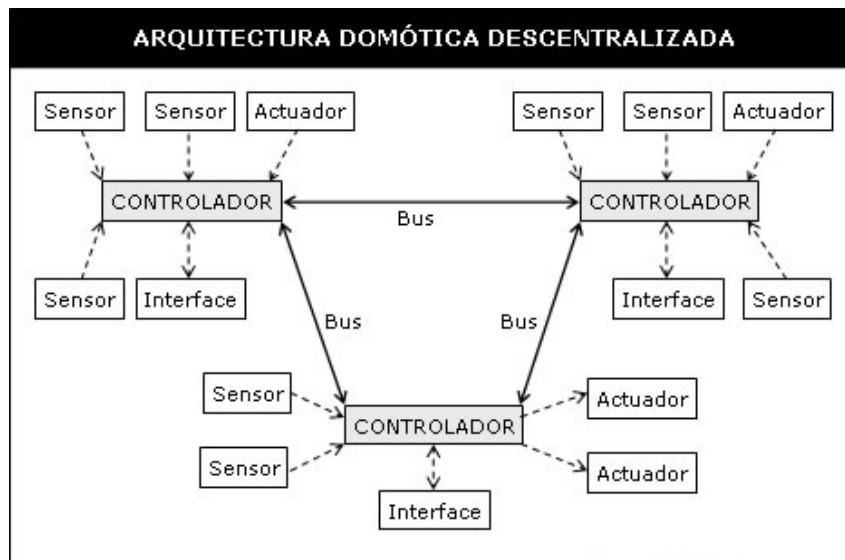 ARQUITECTURA DOMÓTICA DESCENTRALIZADA
Sensor Sensor Actuador Sensor Sensor Actuador
CONTROLADOR CONTROLADOR
Bus
Sensor Interface Interface Sensor
Bus Bus
Sensor Actuador
CONTROLADOR
Sensor Actuador
Interface